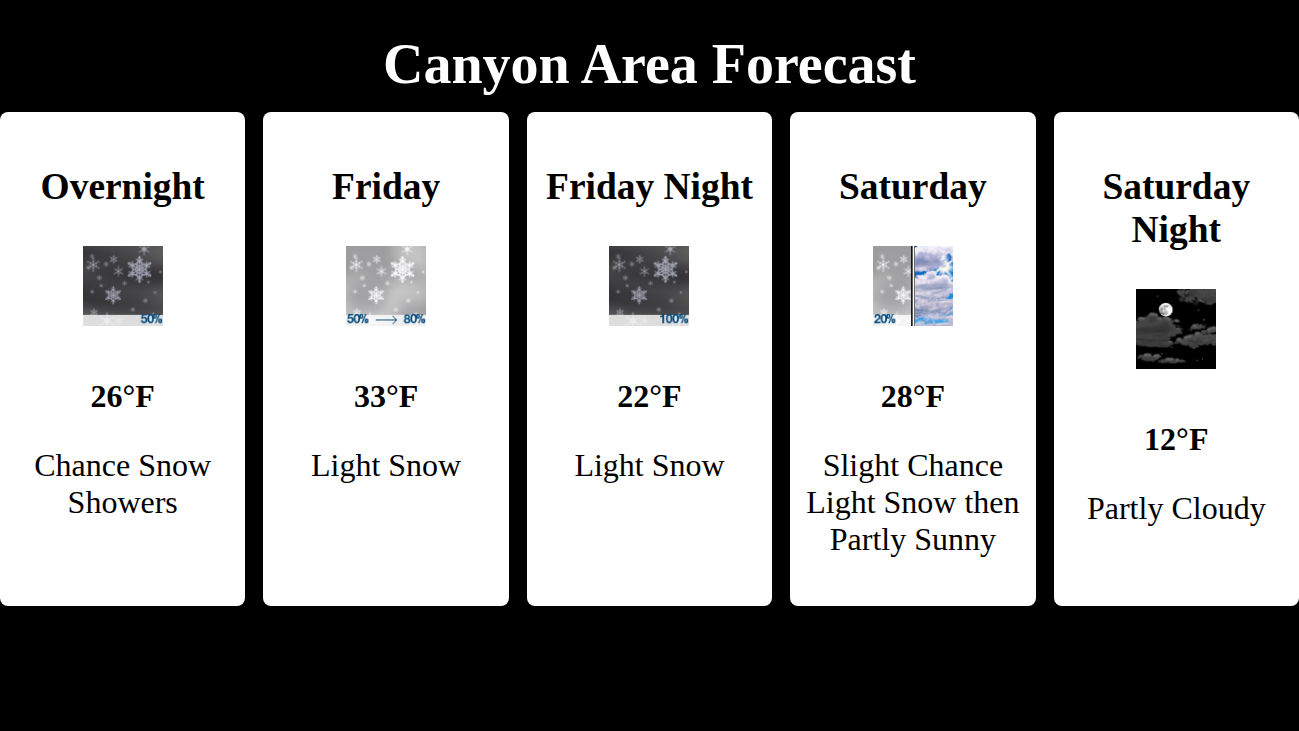 Canyon Area Forecast
Overnight
50%
26°F
Chance Snow
Showers
Friday
50% → 80%
33°F
Light Snow
Friday Night
100%
22°F
Light Snow
Saturday
20%
28°F
Slight Chance
Light Snow then
Partly Sunny
Saturday
Night
12°F
Partly Cloudy